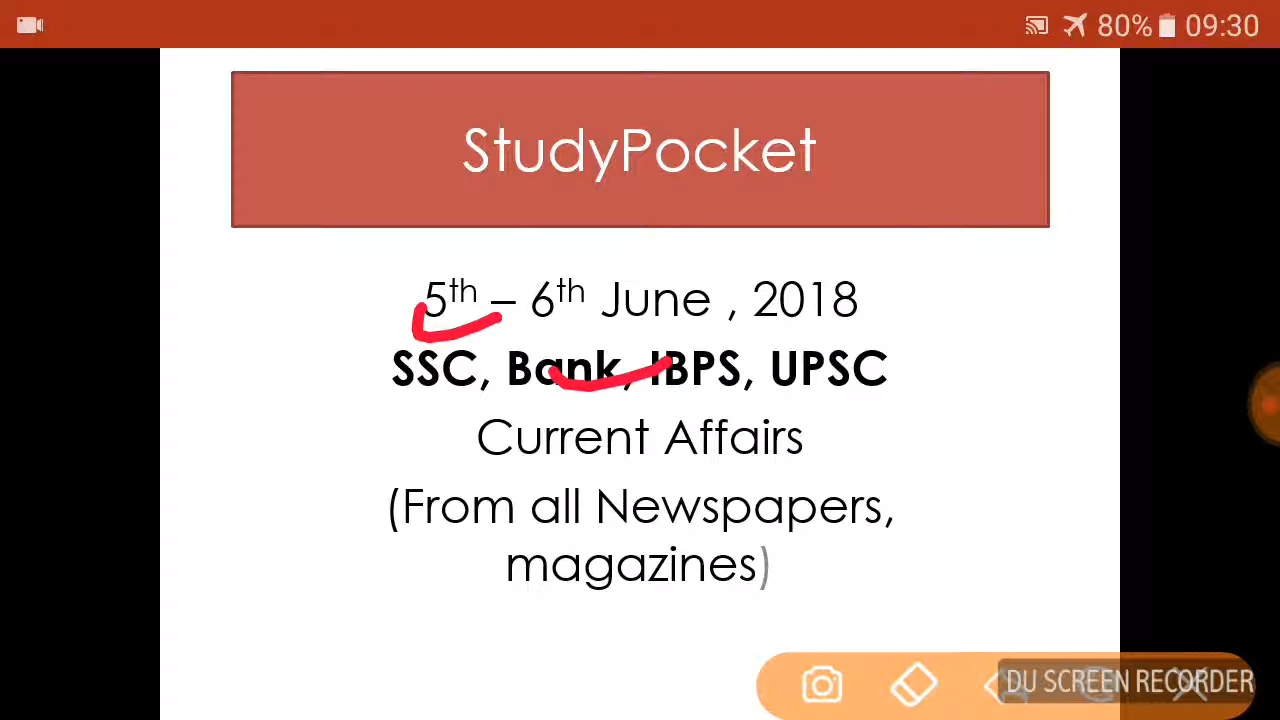 80% 09:30
StudyPocket
5th – 6th June , 2018
SSC, Bank, IBPS, UPSC
Current Affairs
(From all Newspapers,
magazines)
DU SCREEN RECORDER